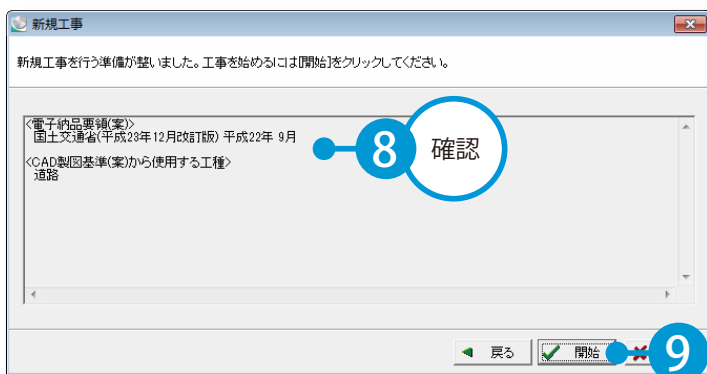 新規工事
新規工事を行う準備が整いました。工事を始めるには[開始]をクリックしてください。
<電子納品要領(案)>
国土交通省(平成23年12月改訂版) 平成22年 9月
<CAD製図基準(案)から使用する工種>
道路
8 確認
戻る 開始 9